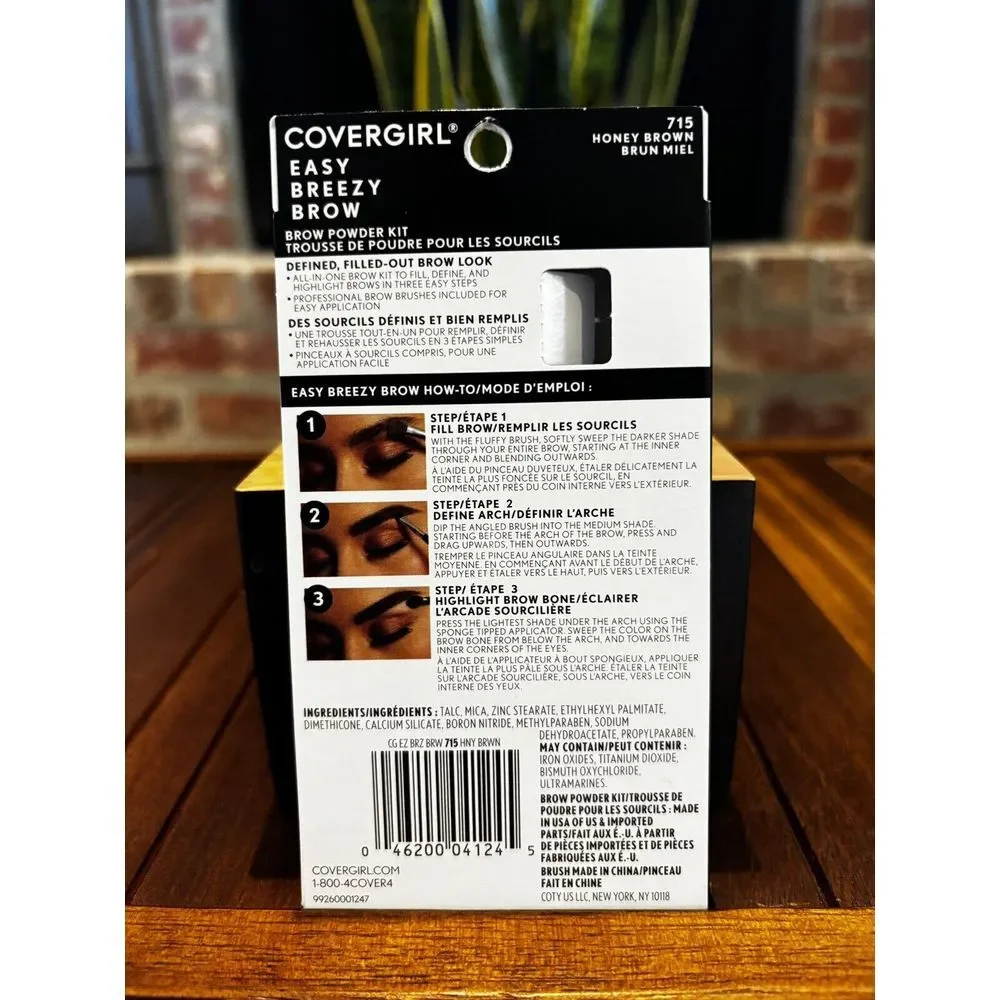 COVERGIRL®
EASY
BREEZY
BROW
BROW POWDER KIT
TROUSSE DE POUDRE POUR LES SOURCILS
715
HONEY BROWN
BRUN MIEL
DEFINED, FILLED-OUT BROW LOOK
• ALL-IN-ONE BROW KIT TO FILL, DEFINE, AND
HIGHLIGHT BROWS IN THREE EASY STEPS
• PROFESSIONAL BROW BRUSHES INCLUDED FOR
EASY APPLICATION
DES SOURCILS DÉFINIS ET BIEN REMPLIS
• UNE TROUSSE TOUT-EN-UN POUR REMPLIR, DÉFINIR
ET REHAUSSER LES SOURCILS EN 3 ÉTAPES SIMPLES
• PINCEAUX À SOURCILS COMPRIS, POUR UNE
APPLICATION FACILE
EASY BREEZY BROW HOW-TO/MODE D'EMPLOI :
1
STEP/ÉTAPE 1
FILL BROW/REMPLIR LES SOURCILS
WITH THE FLUFFY BRUSH, SOFTLY SWEEP THE DARKER SHADE
THROUGH YOUR ENTIRE BROW, STARTING AT THE INNER
CORNER AND BLENDING OUTWARDS.
À L'AIDE DU PINCEAU DUVETEUX, ÉTALER DÉLICATEMENT LA
TEINTE LA PLUS FONCÉE SUR LE SOURCIL, EN
COMMENÇANT PRÈS DU COIN INTERNE VERS L'EXTÉRIEUR.
2
STEP/ÉTAPE 2
DEFINE ARCH/DÉFINIR L'ARCHE
DIP THE ANGLED BRUSH INTO THE MEDIUM SHADE.
STARTING BEFORE THE ARCH OF THE BROW, PRESS AND
DRAG UPWARDS, THEN OUTWARDS.
TREMPER LE PINCEAU ANGULAIRE DANS LA TEINTE
MOYENNE. EN COMMENÇANT AVANT LE DÉBUT DE L'ARCHE,
APPUYER ET ÉTALER VERS LE HAUT, PUIS VERS L'EXTÉRIEUR.
3
STEP/ ÉTAPE 3
HIGHLIGHT BROW BONE/ÉCLAIRER
L'ARCADE SOURCILIÈRE
PRESS THE LIGHTEST SHADE UNDER THE ARCH USING THE
SPONGE TIPPED APPLICATOR. SWEEP THE COLOR ON THE
BROW BONE FROM BELOW THE ARCH, AND TOWARDS THE
INNER CORNERS OF THE EYES.
À L'AIDE DE L'APPLICATEUR À BOUT SPONGIEUX, APPLIQUER
LA TEINTE LA PLUS PÂLE SOUS L'ARCHE. ÉTALER LA TEINTE
SUR L'ARCADE SOURCILIÈRE, SOUS L'ARCHE, VERS LE COIN
INTERNE DES YEUX.
INGREDIENTS/INGRÉDIENTS : TALC, MICA, ZINC STEARATE, ETHYLHEXYL PALMITATE,
DIMETHICONE, CALCIUM SILICATE, BORON NITRIDE, METHYLPARABEN, SODIUM
DEHYDROACETATE, PROPYLPARABEN.
MAY CONTAIN/PEUT CONTENIR :
IRON OXIDES, TITANIUM DIOXIDE,
BISMUTH OXYCHLORIDE,
ULTRAMARINES.
BROW POWDER KIT/TROUSSE DE
POUDRE POUR LES SOURCILS : MADE
IN USA OF US & IMPORTED
PARTS/FAIT AUX É.-U. À PARTIR
DE PIÈCES IMPORTÉES ET DE PIÈCES
FABRIQUÉES AUX É.-U.
BRUSH MADE IN CHINA/PINCEAU
FAIT EN CHINE
COTY US LLC, NEW YORK, NY 10118
CG EZ BRZ BRW 715 HNY BRWN
0 46200 04124 5
COVERGIRL.COM
1-800-4COVER4
99260001247